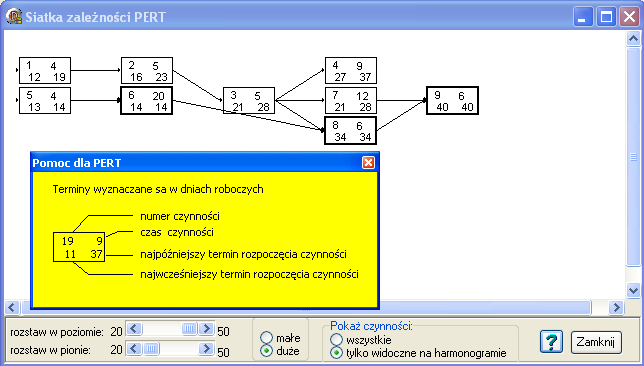 Siatka zależności PERT
1 4
12 19
2 5
16 23
4 9
27 37
5 4
13 14
6 20
14 14
3 5
21 28
7 12
21 28
9 6
40 40
8 6
34 34
Pomoc dla PERT
Terminy wyznaczane sa w dniach roboczych
numer czynności
czas czynności
19 9
11 37
najpóźniejszy termin rozpoczęcia czynności
najwcześniejszy termin rozpoczęcia czynności
rozstaw w poziomie: 20 50
rozstaw w pionie: 20 50
małe
duże
Pokaż czynności:
wszystkie
tylko widoczne na harmonogramie
?
Zamknij